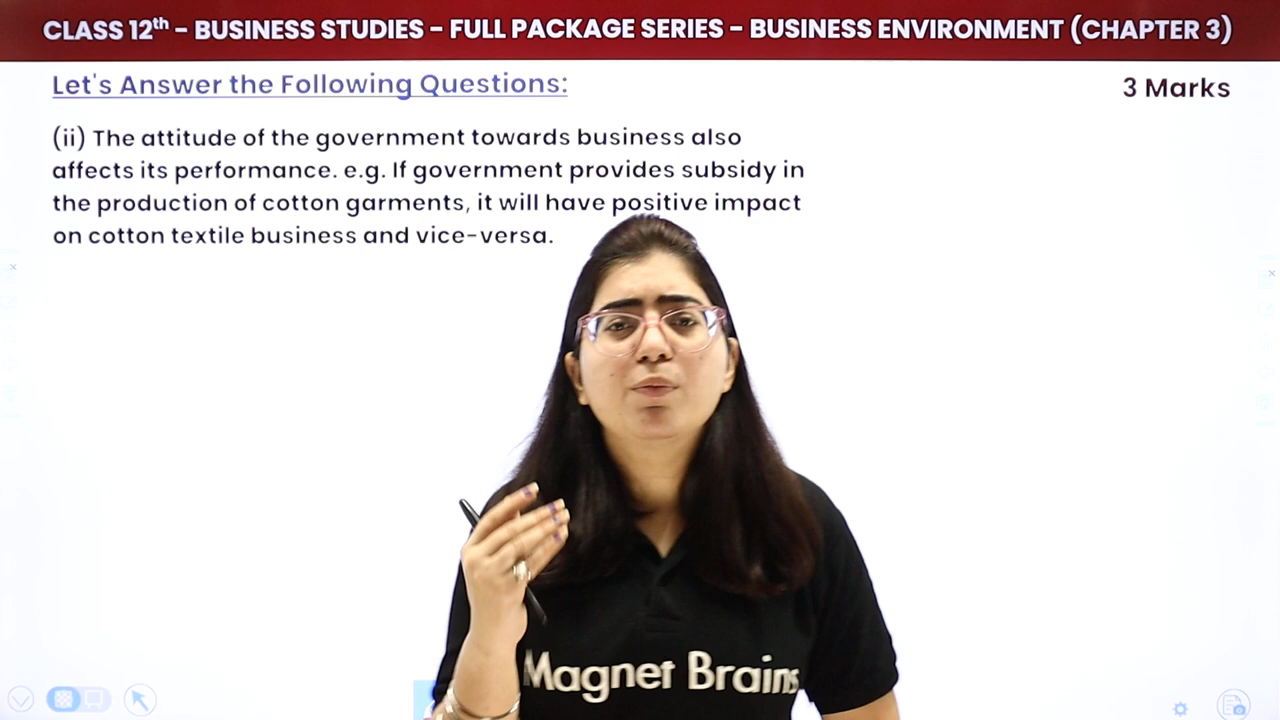 CLASS 12th – BUSINESS STUDIES – FULL PACKAGE SERIES – BUSINESS ENVIRONMENT (CHAPTER 3)
Let's Answer the Following Questions:
3 Marks
(ii) The attitude of the government towards business also
affects its performance. e.g. If government provides subsidy in
the production of cotton garments, it will have positive impact
on cotton textile business and vice-versa.
Magnet Brains